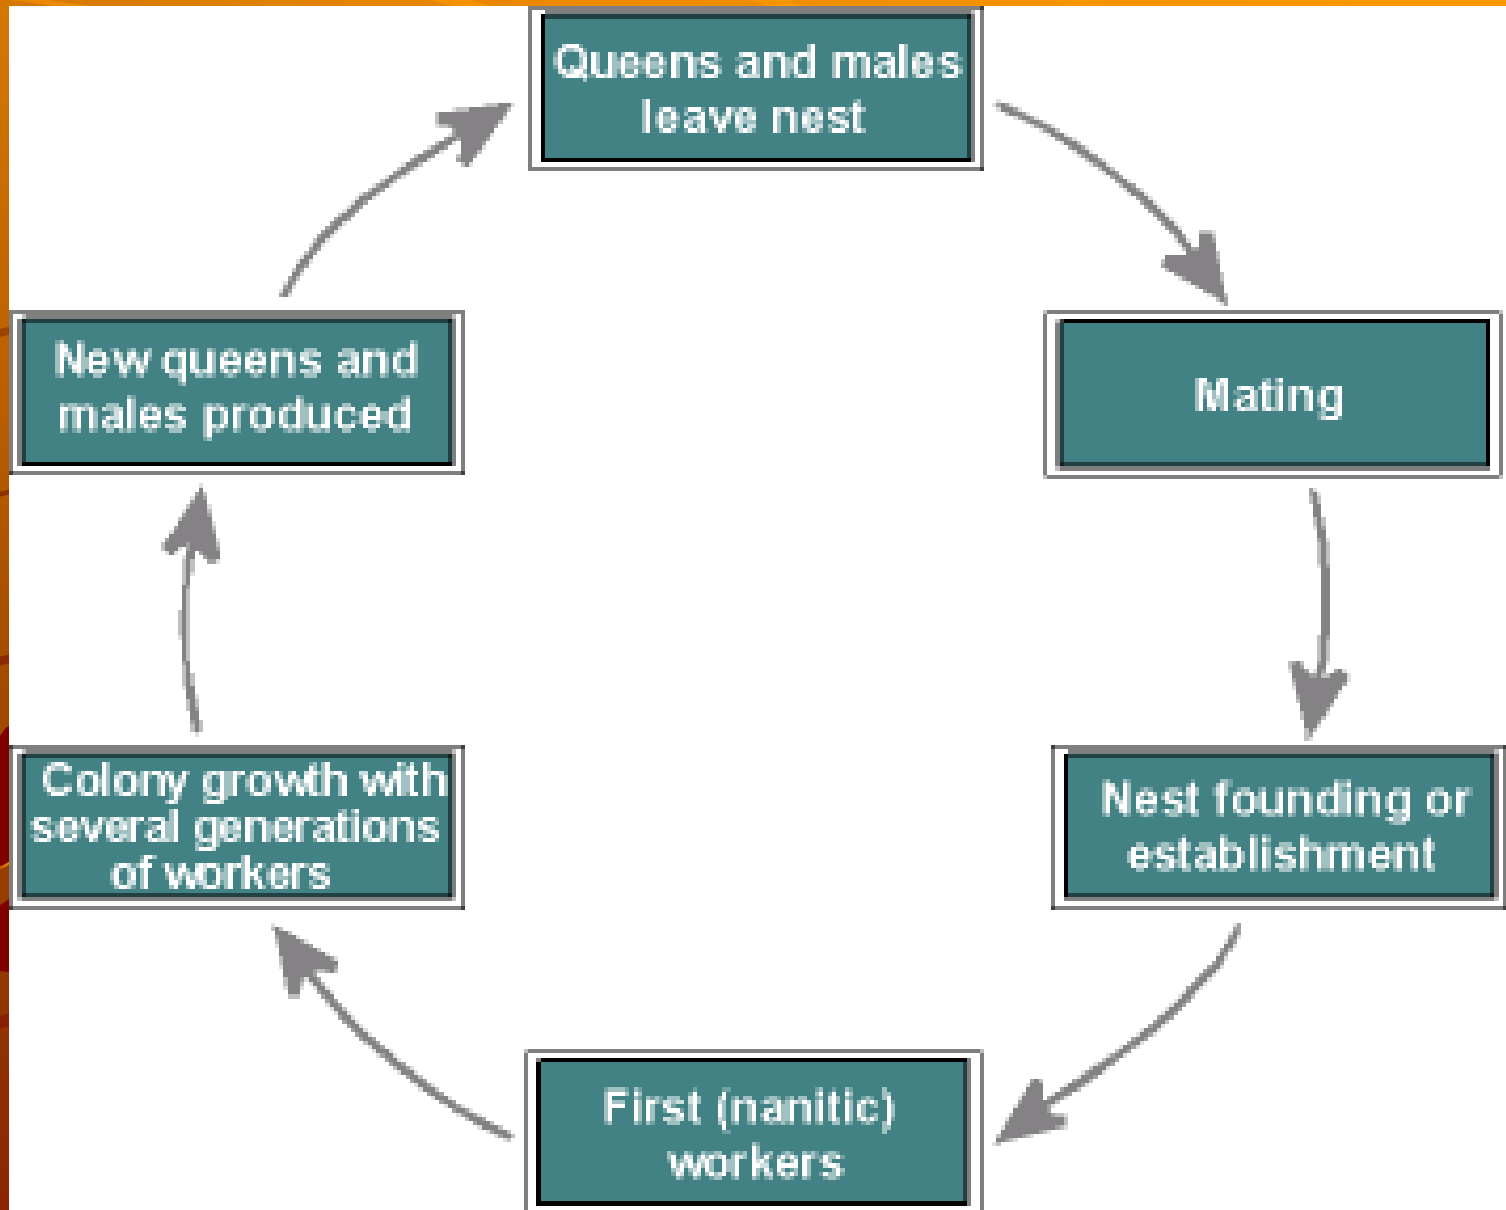 Queens and males
leave nest
Mating
Nest founding or
establishment
First (nanitic)
workers
Colony growth with
several generations
of workers
New queens and
males produced